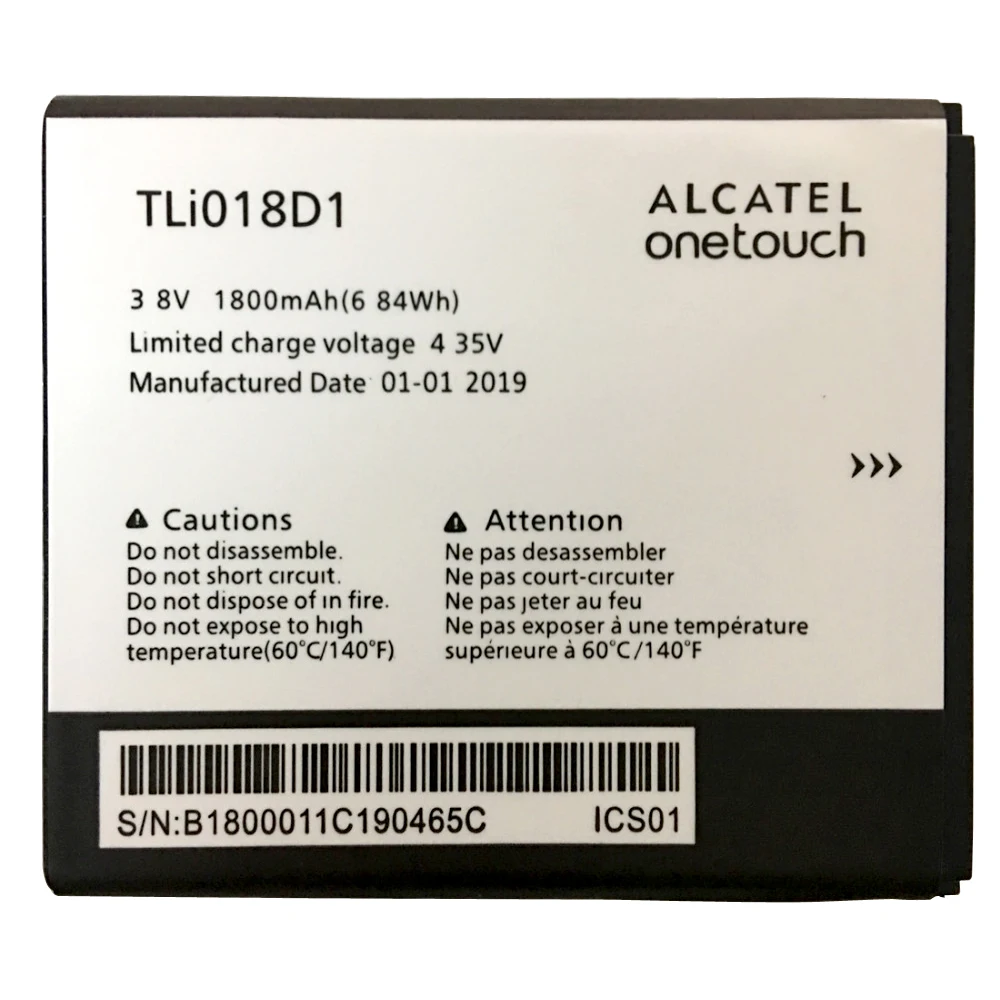 TLi018D1
ALCATEL
onetouch
3 8V 1800mAh(6 84Wh)
Limited charge voltage 4 35V
Manufactured Date 01-01 2019
Cautions
Do not disassemble.
Do not short circuit.
Do not dispose of in fire.
Do not expose to high
temperature(60°C/140°F)
Attention
Ne pas desassembler
Ne pas court-circuiter
Ne pas jeter au feu
Ne pas exposer à une température
supérieure à 60°C/140°F
S/N:B1800011C190465C ICS01